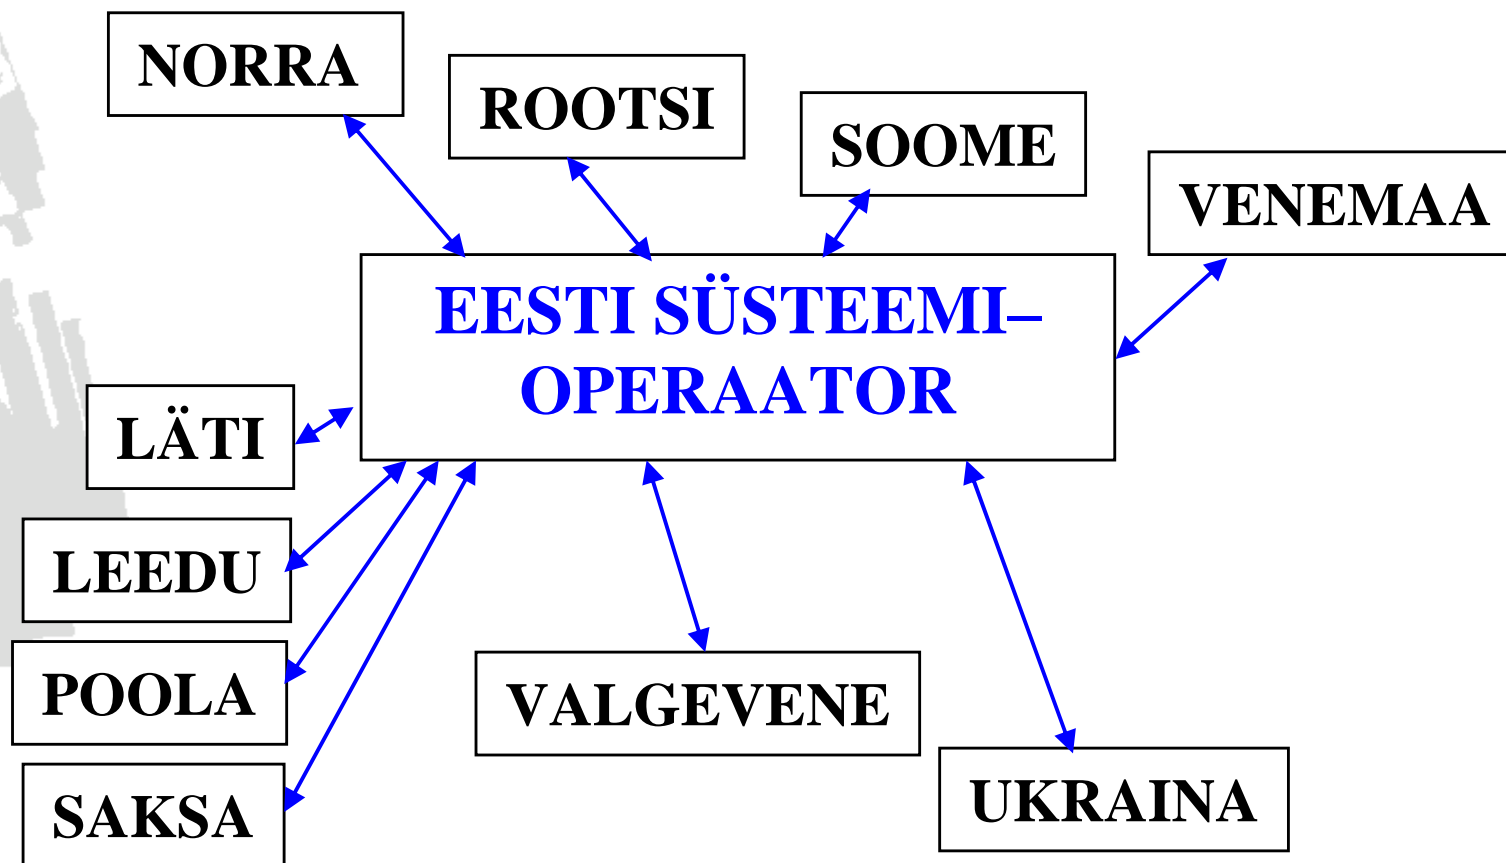 NORRA
ROOTSI
SOOME
VENEMAA
EESTI SÜSTEEMI–
OPERAATOR
LÄTI
LEEDU
POOLA
VALGEVENE
UKRAINA
SAKSA